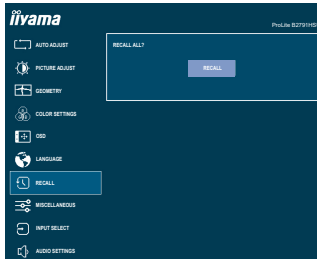 iiyama
ProLite B2791HS
AUTO ADJUST
RECALL ALL?
PICTURE ADJUST
RECALL
GEOMETRY
COLOR SETTINGS
OSD
LANGUAGE
RECALL
MISCELLANEOUS
INPUT SELECT
AUDIO SETTINGS